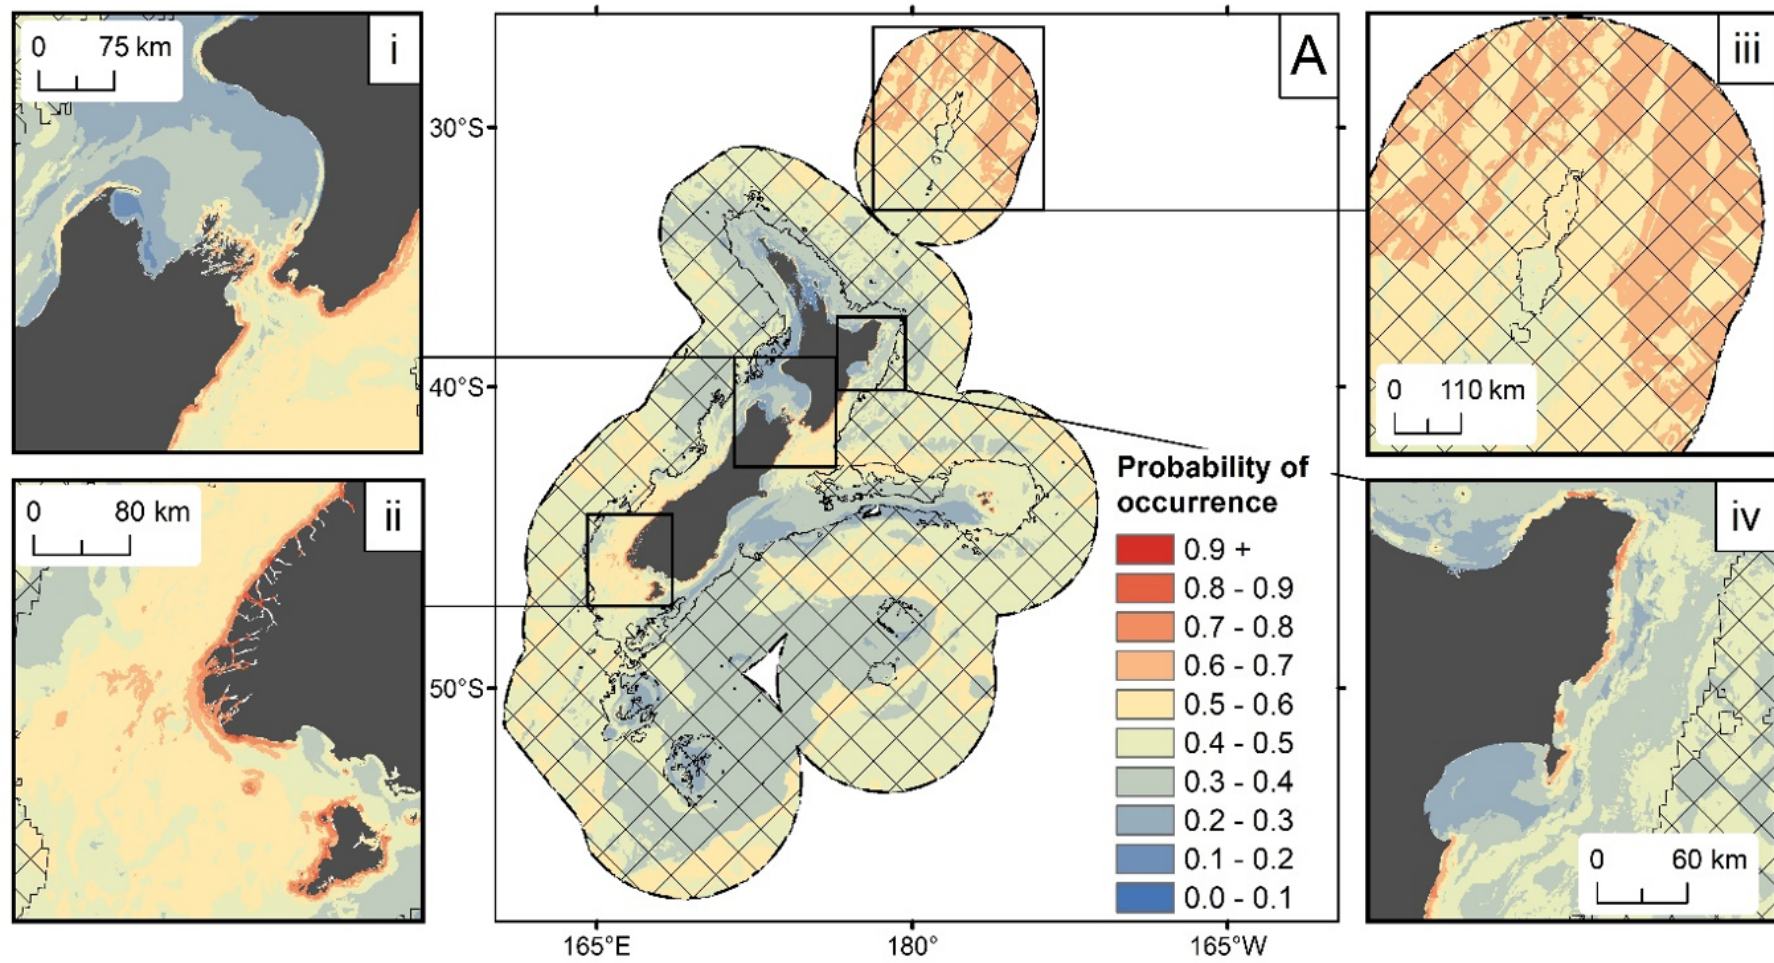 0 75 km
i
A
0 110 km
iii
30°S
40°S
50°S
0 80 km
ii
Probability of
occurrence
0.9 +
0.8 - 0.9
0.7 - 0.8
0.6 - 0.7
0.5 - 0.6
0.4 - 0.5
0.3 - 0.4
0.2 - 0.3
0.1 - 0.2
0.0 - 0.1
iv
0 60 km
165°E
180°
165°W